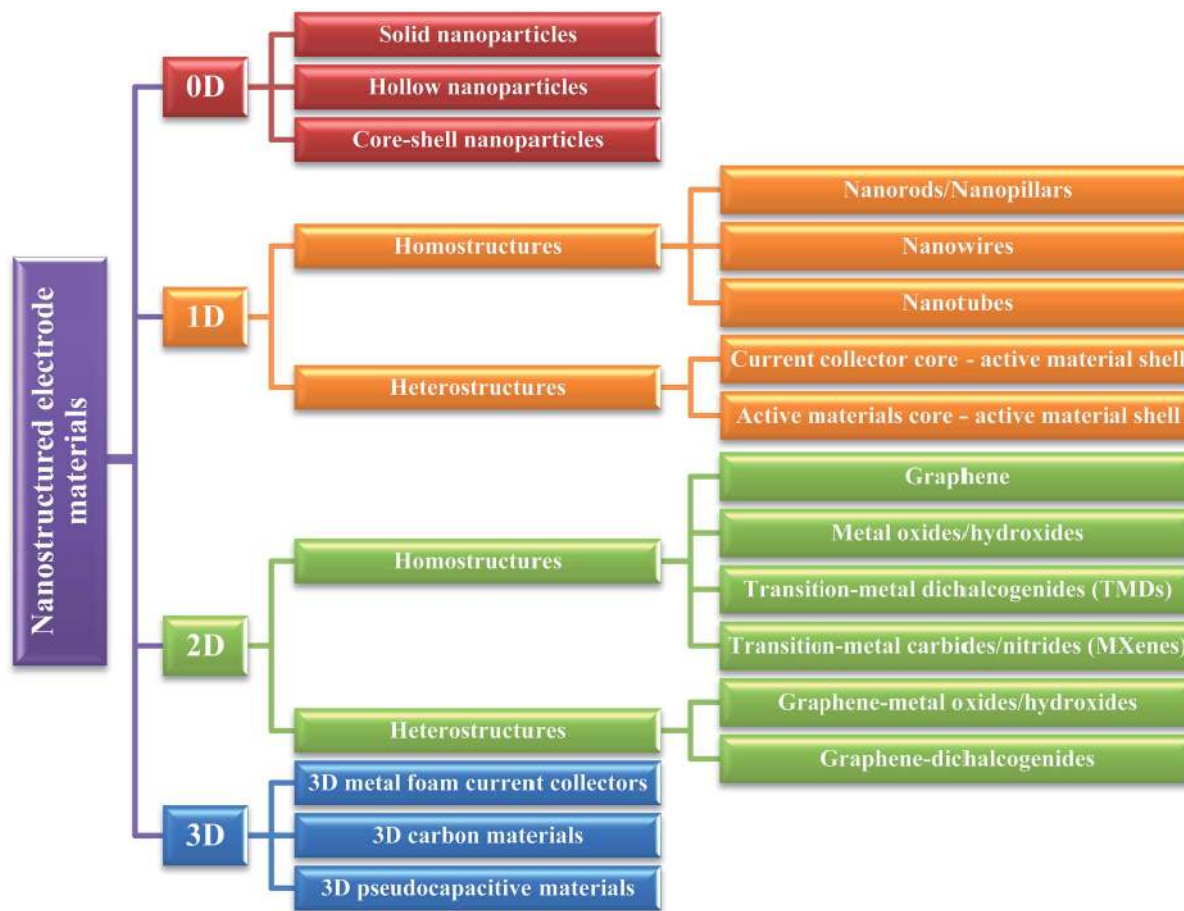 Nanostructured electrode
materials
0D
Solid nanoparticles
Hollow nanoparticles
Core-shell nanoparticles
1D
Homostructures
Nanorods/Nanopillars
Nanowires
Nanotubes
Heterostructures
Current collector core - active material shell
Active materials core - active material shell
2D
Homostructures
Graphene
Metal oxides/hydroxides
Transition-metal dichalcogenides (TMDs)
Transition-metal carbides/nitrides (MXenes)
Heterostructures
Graphene-metal oxides/hydroxides
Graphene-dichalcogenides
3D
3D metal foam current collectors
3D carbon materials
3D pseudocapacitive materials